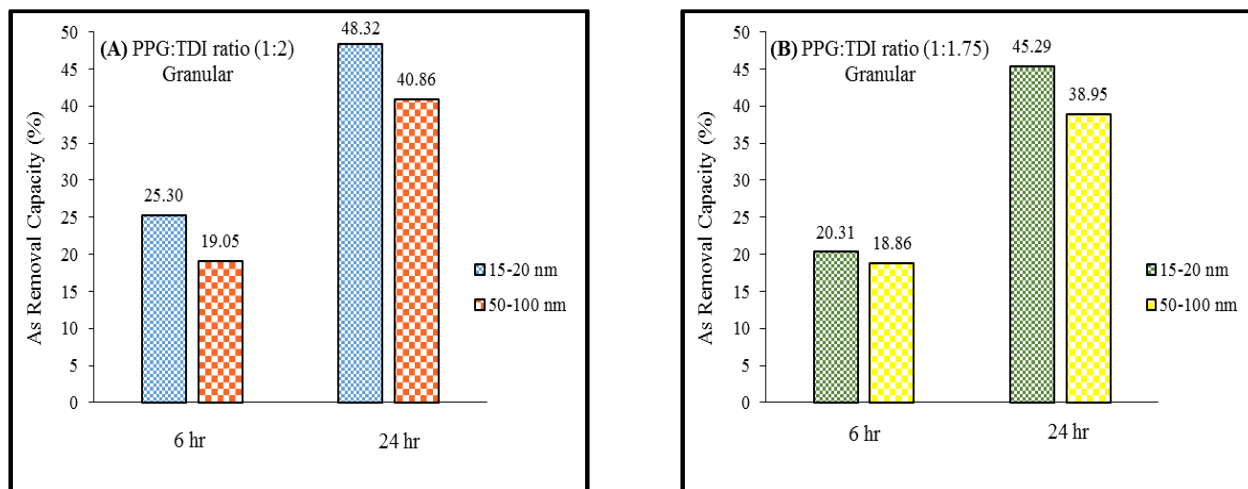 (A) PPG:TDI ratio (1:2)
Granular
As Removal Capacity (%)
50
45
40
35
30
25
20
15
10
5
0
25.30
19.05
48.32
40.86
6 hr
24 hr
15-20 nm
50-100 nm
(B) PPG:TDI ratio (1:1.75)
Granular
As Removal Capacity (%)
50
45
40
35
30
25
20
15
10
5
0
20.31
18.86
45.29
38.95
6 hr
24 hr
15-20 nm
50-100 nm